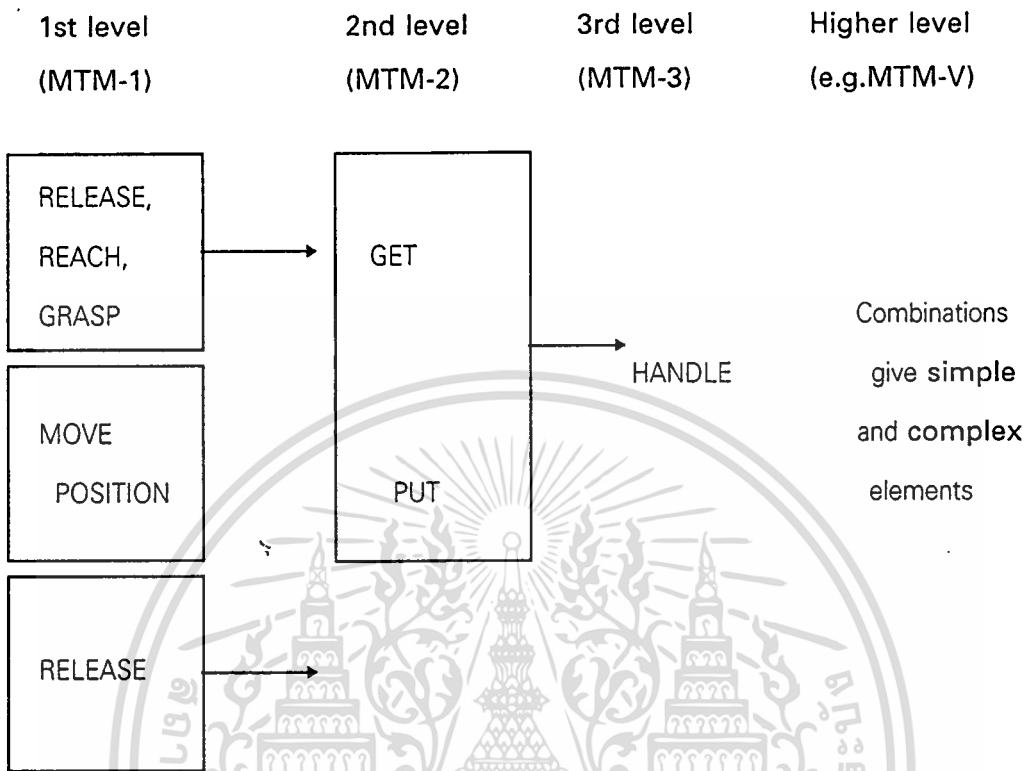 1st level 2nd level 3rd level Higher level
(MTM-1) (MTM-2) (MTM-3) (e.g.MTM-V)
RELEASE,
REACH,
GRASP
GET
MOVE
POSITION
PUT
HANDLE
Combinations
give simple
and complex
elements
RELEASE